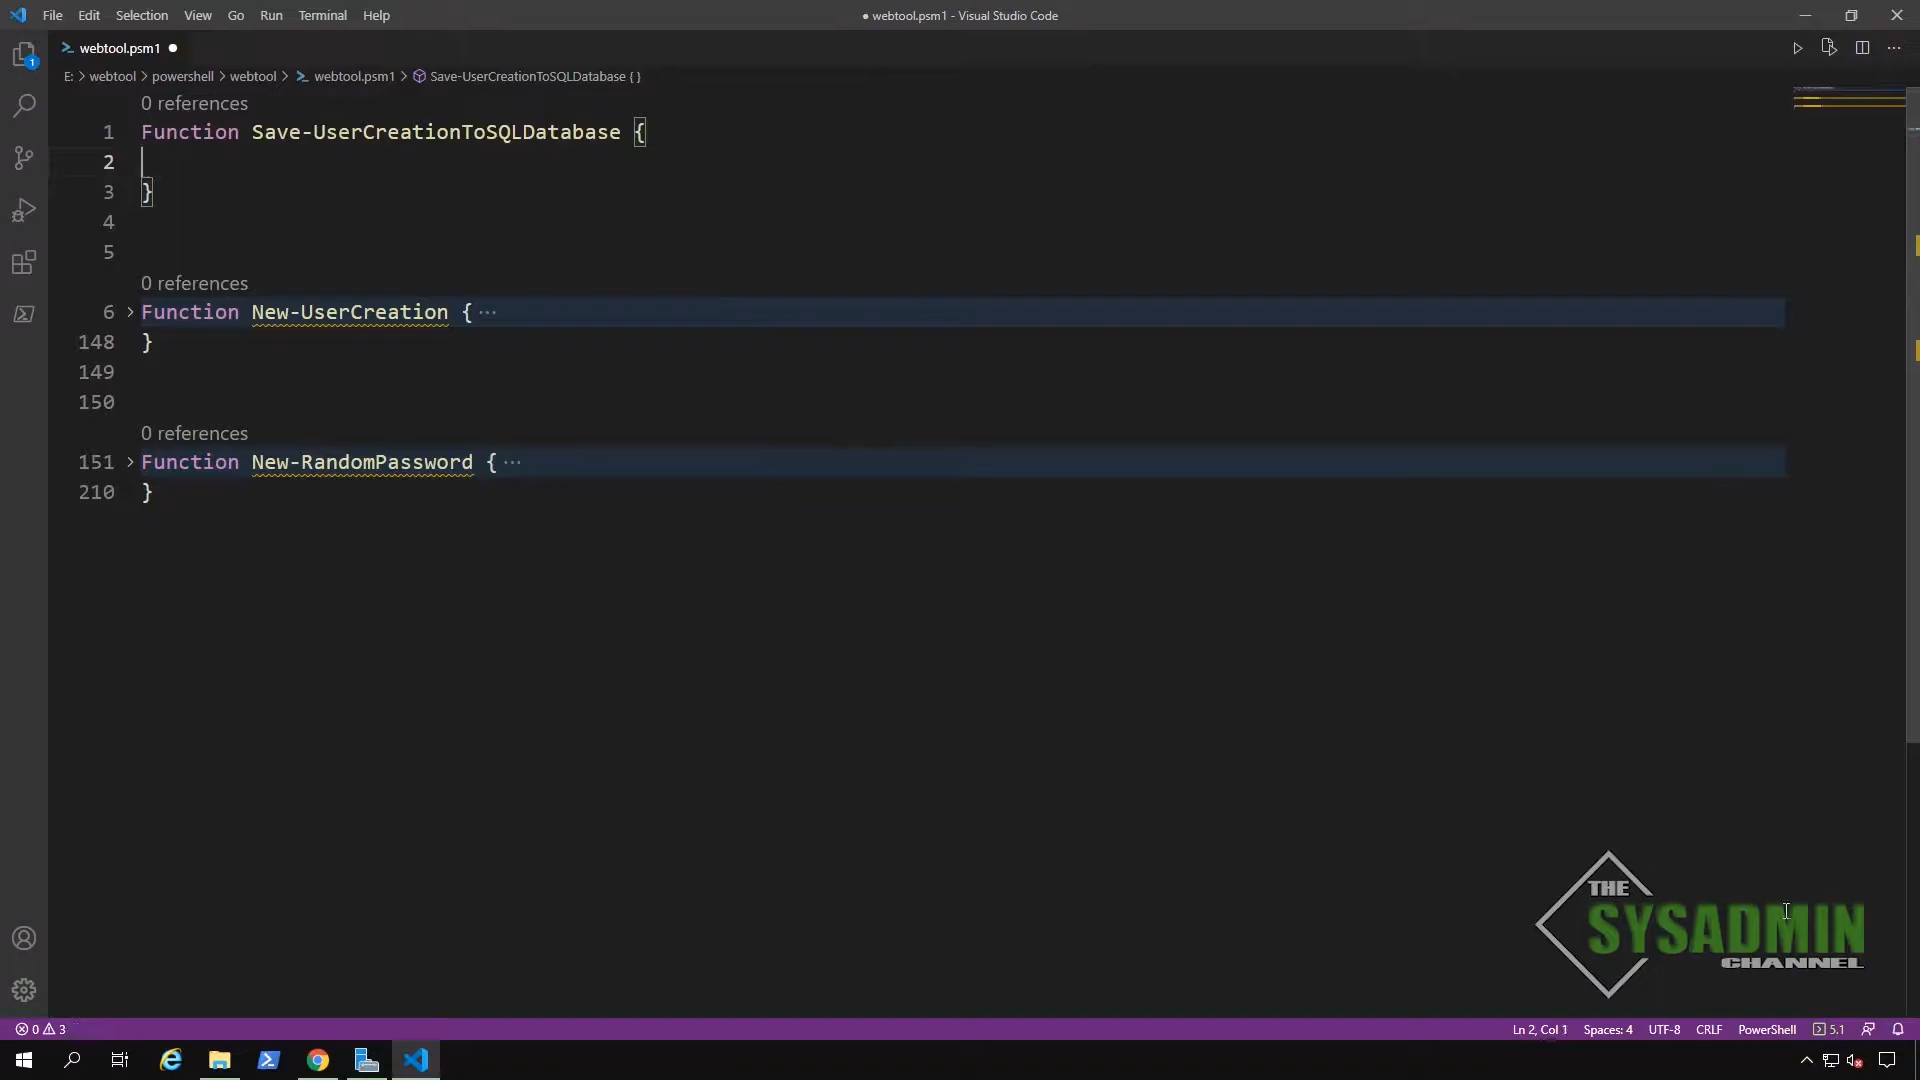 File Edit Selection View Go Run Terminal Help
● webtool.psm1 - Visual Studio Code
webtool.psm1 ●
E: > webtool > powershell > webtool > webtool.psm1 > Save-UserCreationToSQLDatabase { }
1
0 references
1 Function Save-UserCreationToSQLDatabase {
2
3 }
4
5
0 references
6 Function New-UserCreation { ···
148 }
149
150
0 references
151 Function New-RandomPassword { ···
210 }
THE
SYSADMIN
CHANNEL
0 3 Ln 2, Col 1 Spaces: 4 UTF-8 CRLF PowerShell 5.1